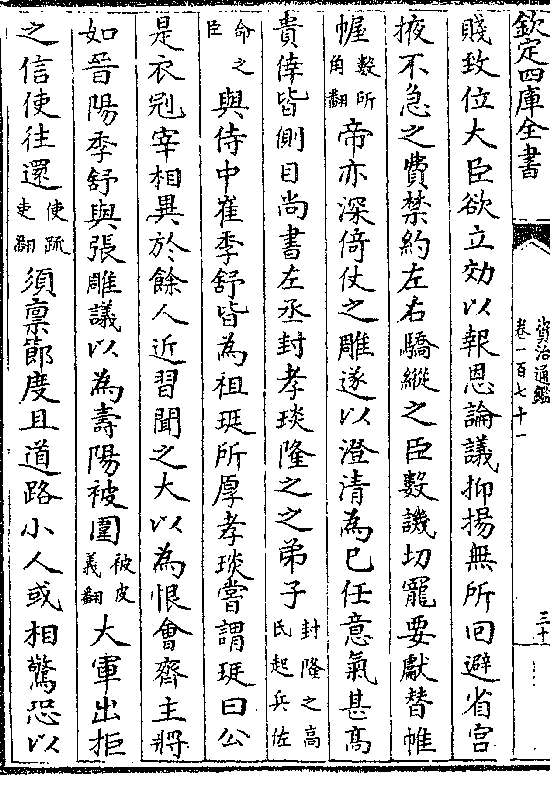 欽定四庫全書
資治通鑑
卷一百七十一
三十
賤致位大臣欲立効以報恩論議抑揚無所回避省宫
掖不急之費禁約左右驕縱之臣數譏切寵要獻替帷
幄數所角翻帝亦深倚仗之雕遂以澄清為已任意氣甚髙
貴倖皆側目尚書左丞封孝琰隆之之弟子封隆之髙氏起兵佐
命之臣與侍中崔季舒皆為祖珽所厚孝琰嘗謂珽曰公
是衣冠宰相異於餘人近習聞之大以為恨會齊主將
如晉陽季舒與張雕議以為壽陽被圍被皮義翻大軍出拒
之信使往還使疏吏翻須稟節度且道路小人或相驚恐以